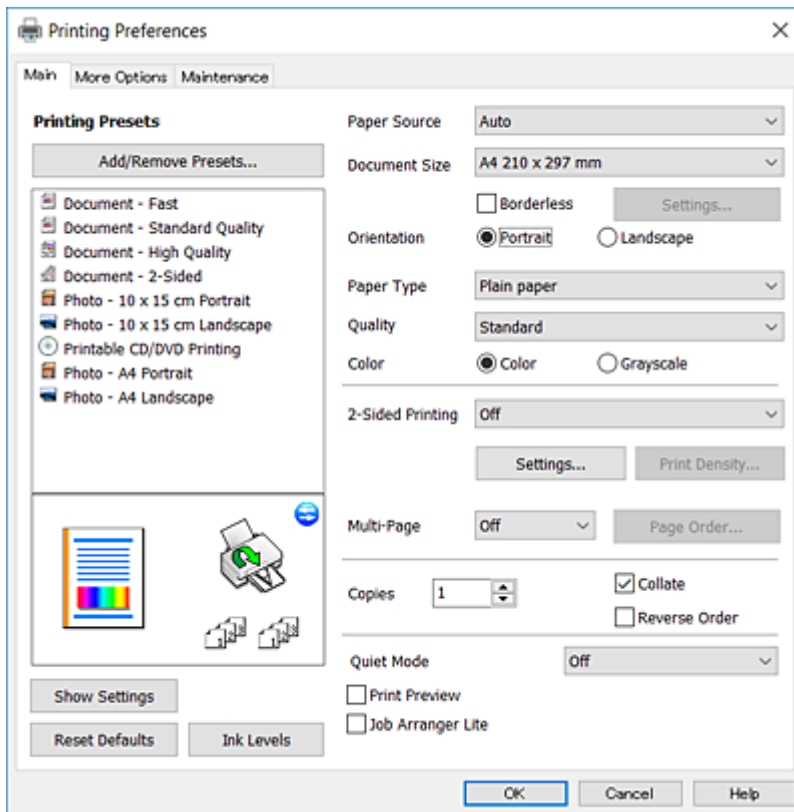 Printing Preferences
Main More Options Maintenance
Printing Presets
Add/Remove Presets...
Document - Fast
Document - Standard Quality
Document - High Quality
Document - 2-Sided
Photo - 10 x 15 cm Portrait
Photo - 10 x 15 cm Landscape
Printable CD/DVD Printing
Photo - A4 Portrait
Photo - A4 Landscape
Show Settings
Reset Defaults Ink Levels
Paper Source Auto
Document Size A4 210 x 297 mm
Borderless Settings...
Orientation Portrait Landscape
Paper Type Plain paper
Quality Standard
Color Color Grayscale
2-Sided Printing Off
Settings... Print Density...
Multi-Page Off Page Order...
Copies 1 Collate
Reverse Order
Quiet Mode Off
Print Preview
Job Arranger Lite
OK Cancel Help